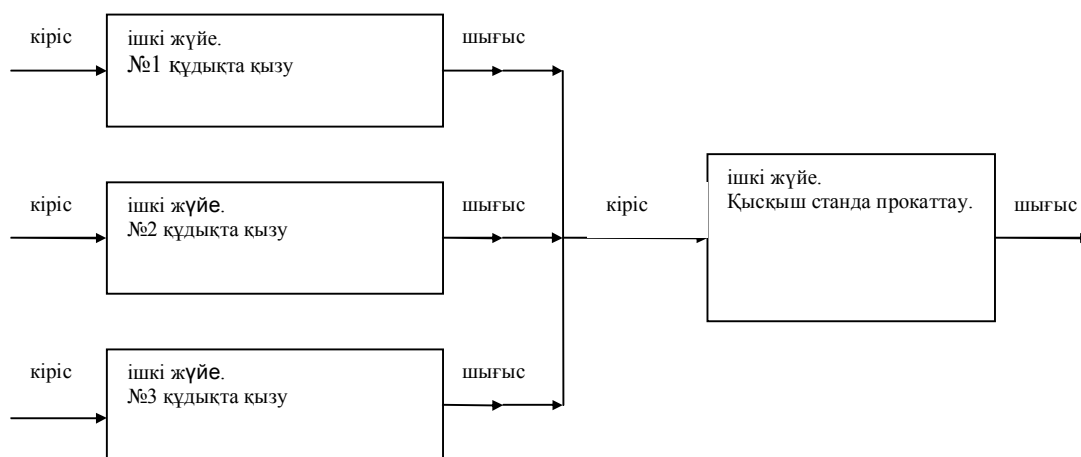 кіріс
ішкі жүйе.
№1 құдықта қызу
шығыс
кіріс
ішкі жүйе.
№2 құдықта қызу
шығыс
кіріс
ішкі жүйе.
Қысқыш станда прокаттау.
шығыс
кіріс
ішкі жүйе.
№3 құдықта қызу
шығыс